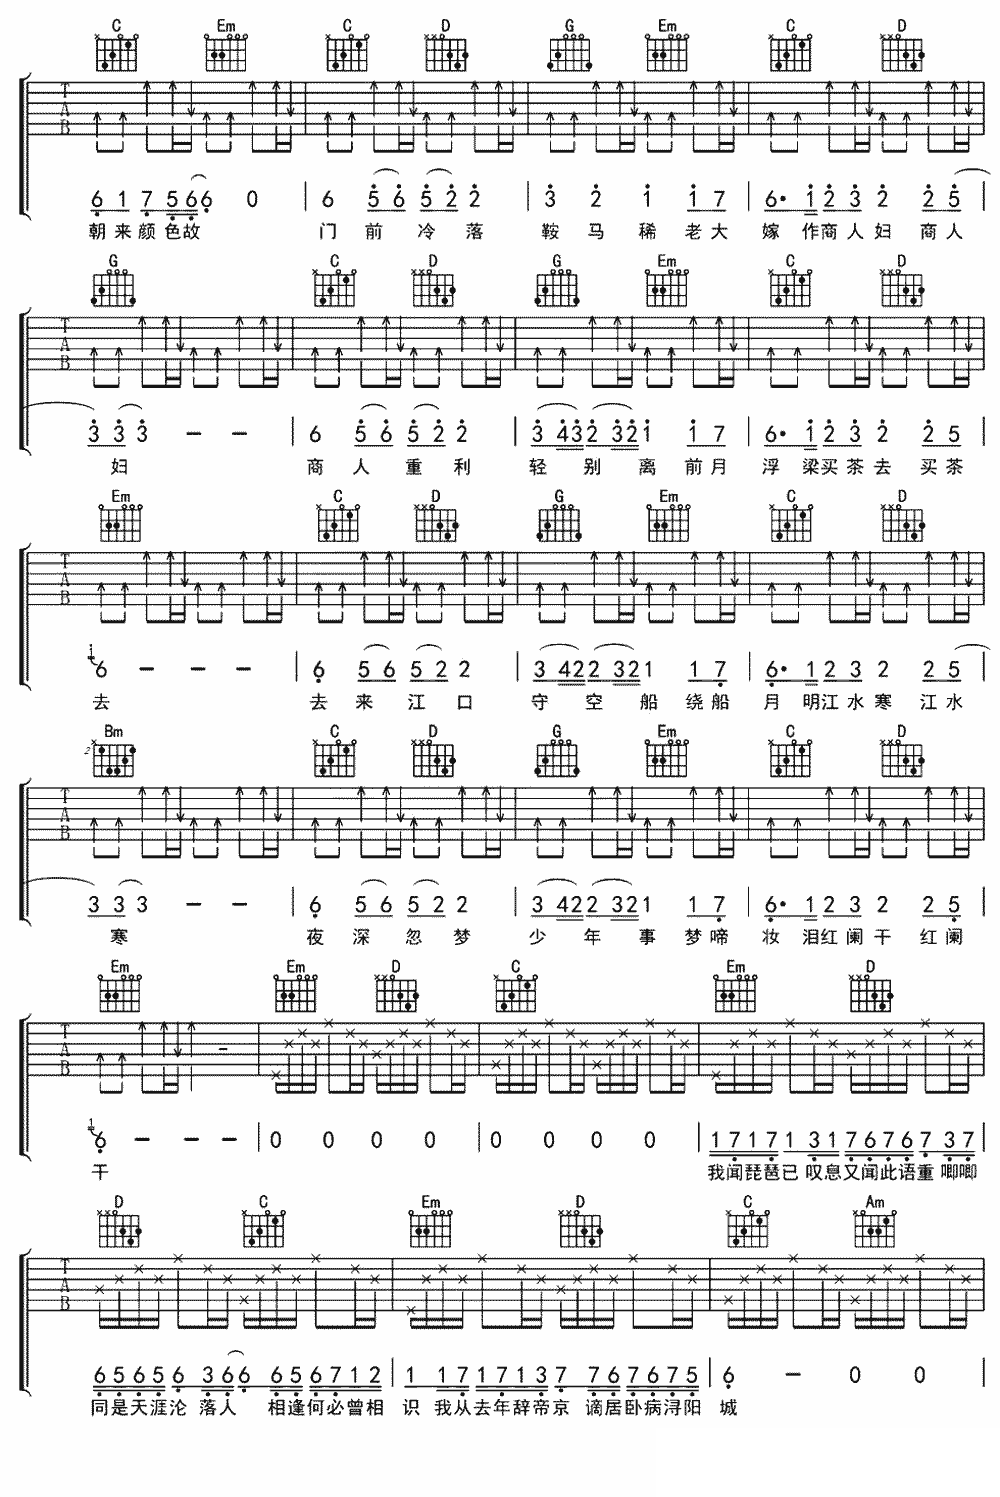 C Em C D G Em C D
T A B
6 1 7 5 6 6 0 | 6 5 6 5 2 2 | 3 2 1 1 7 | 6· 1 2 3 2 2 5 |
朝来颜色故 门前冷落 鞍马稀老大 嫁作商人妇商人
G C D G Em C D
T A B
3 3 3 - - | 6 5 6 5 2 2 | 3 4 3 2 3 2 1 1 7 | 6· 1 2 3 2 2 5
妇 商人重利 轻别离前月 浮梁买茶去买茶
Em C D G Em C D
T A B
1 6 - - - | 6 5 6 5 2 2 | 3 4 2 2 3 2 1 1 7 | 6· 1 2 3 2 2 5 |
去 去来江口 守空船绕船 月明江水寒江水
Bm C D G Em C D
2
T A B
3 3 3 - - | 6 5 6 5 2 2 | 3 4 2 2 3 2 1 1 7 | 6· 1 2 3 2 2 5 |
寒 夜深忽梦 少年事梦啼 妆泪红阑干红阑
Em Em D C Em D
T A B
1 6 - - - | 0 0 0 0 | 0 0 0 0 | 1 7 1 7 1 3 1 7 6 7 6 7 3 7 |
干 我闻琵琶已叹息又闻此语重唧唧
D C Em D C Am
T A B
6 5 6 5 6 3 6 6 6 5 6 7 1 2 | 1 1 7 1 7 1 3 7 7 6 7 6 7 5 | 6 - 0 0 |
同是天涯沦落人 相逢何必曾相 识我从去年辞帝京谪居卧病浔阳 城